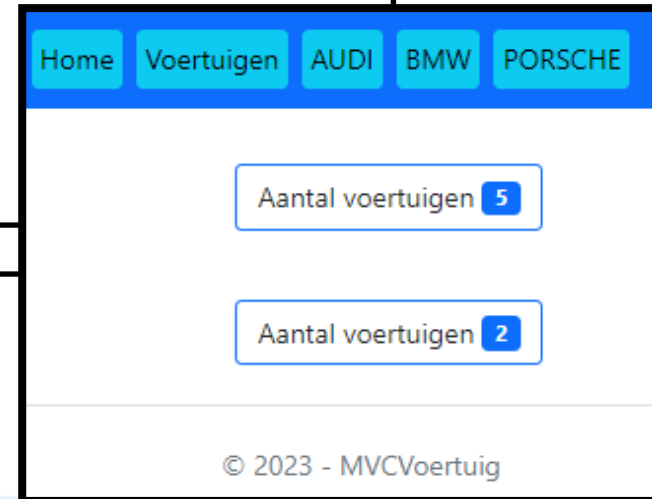 Home Voertuigen AUDI BMW PORSCHE
Aantal voertuigen 5
Aantal voertuigen 2
© 2023 - MVCVoertuig